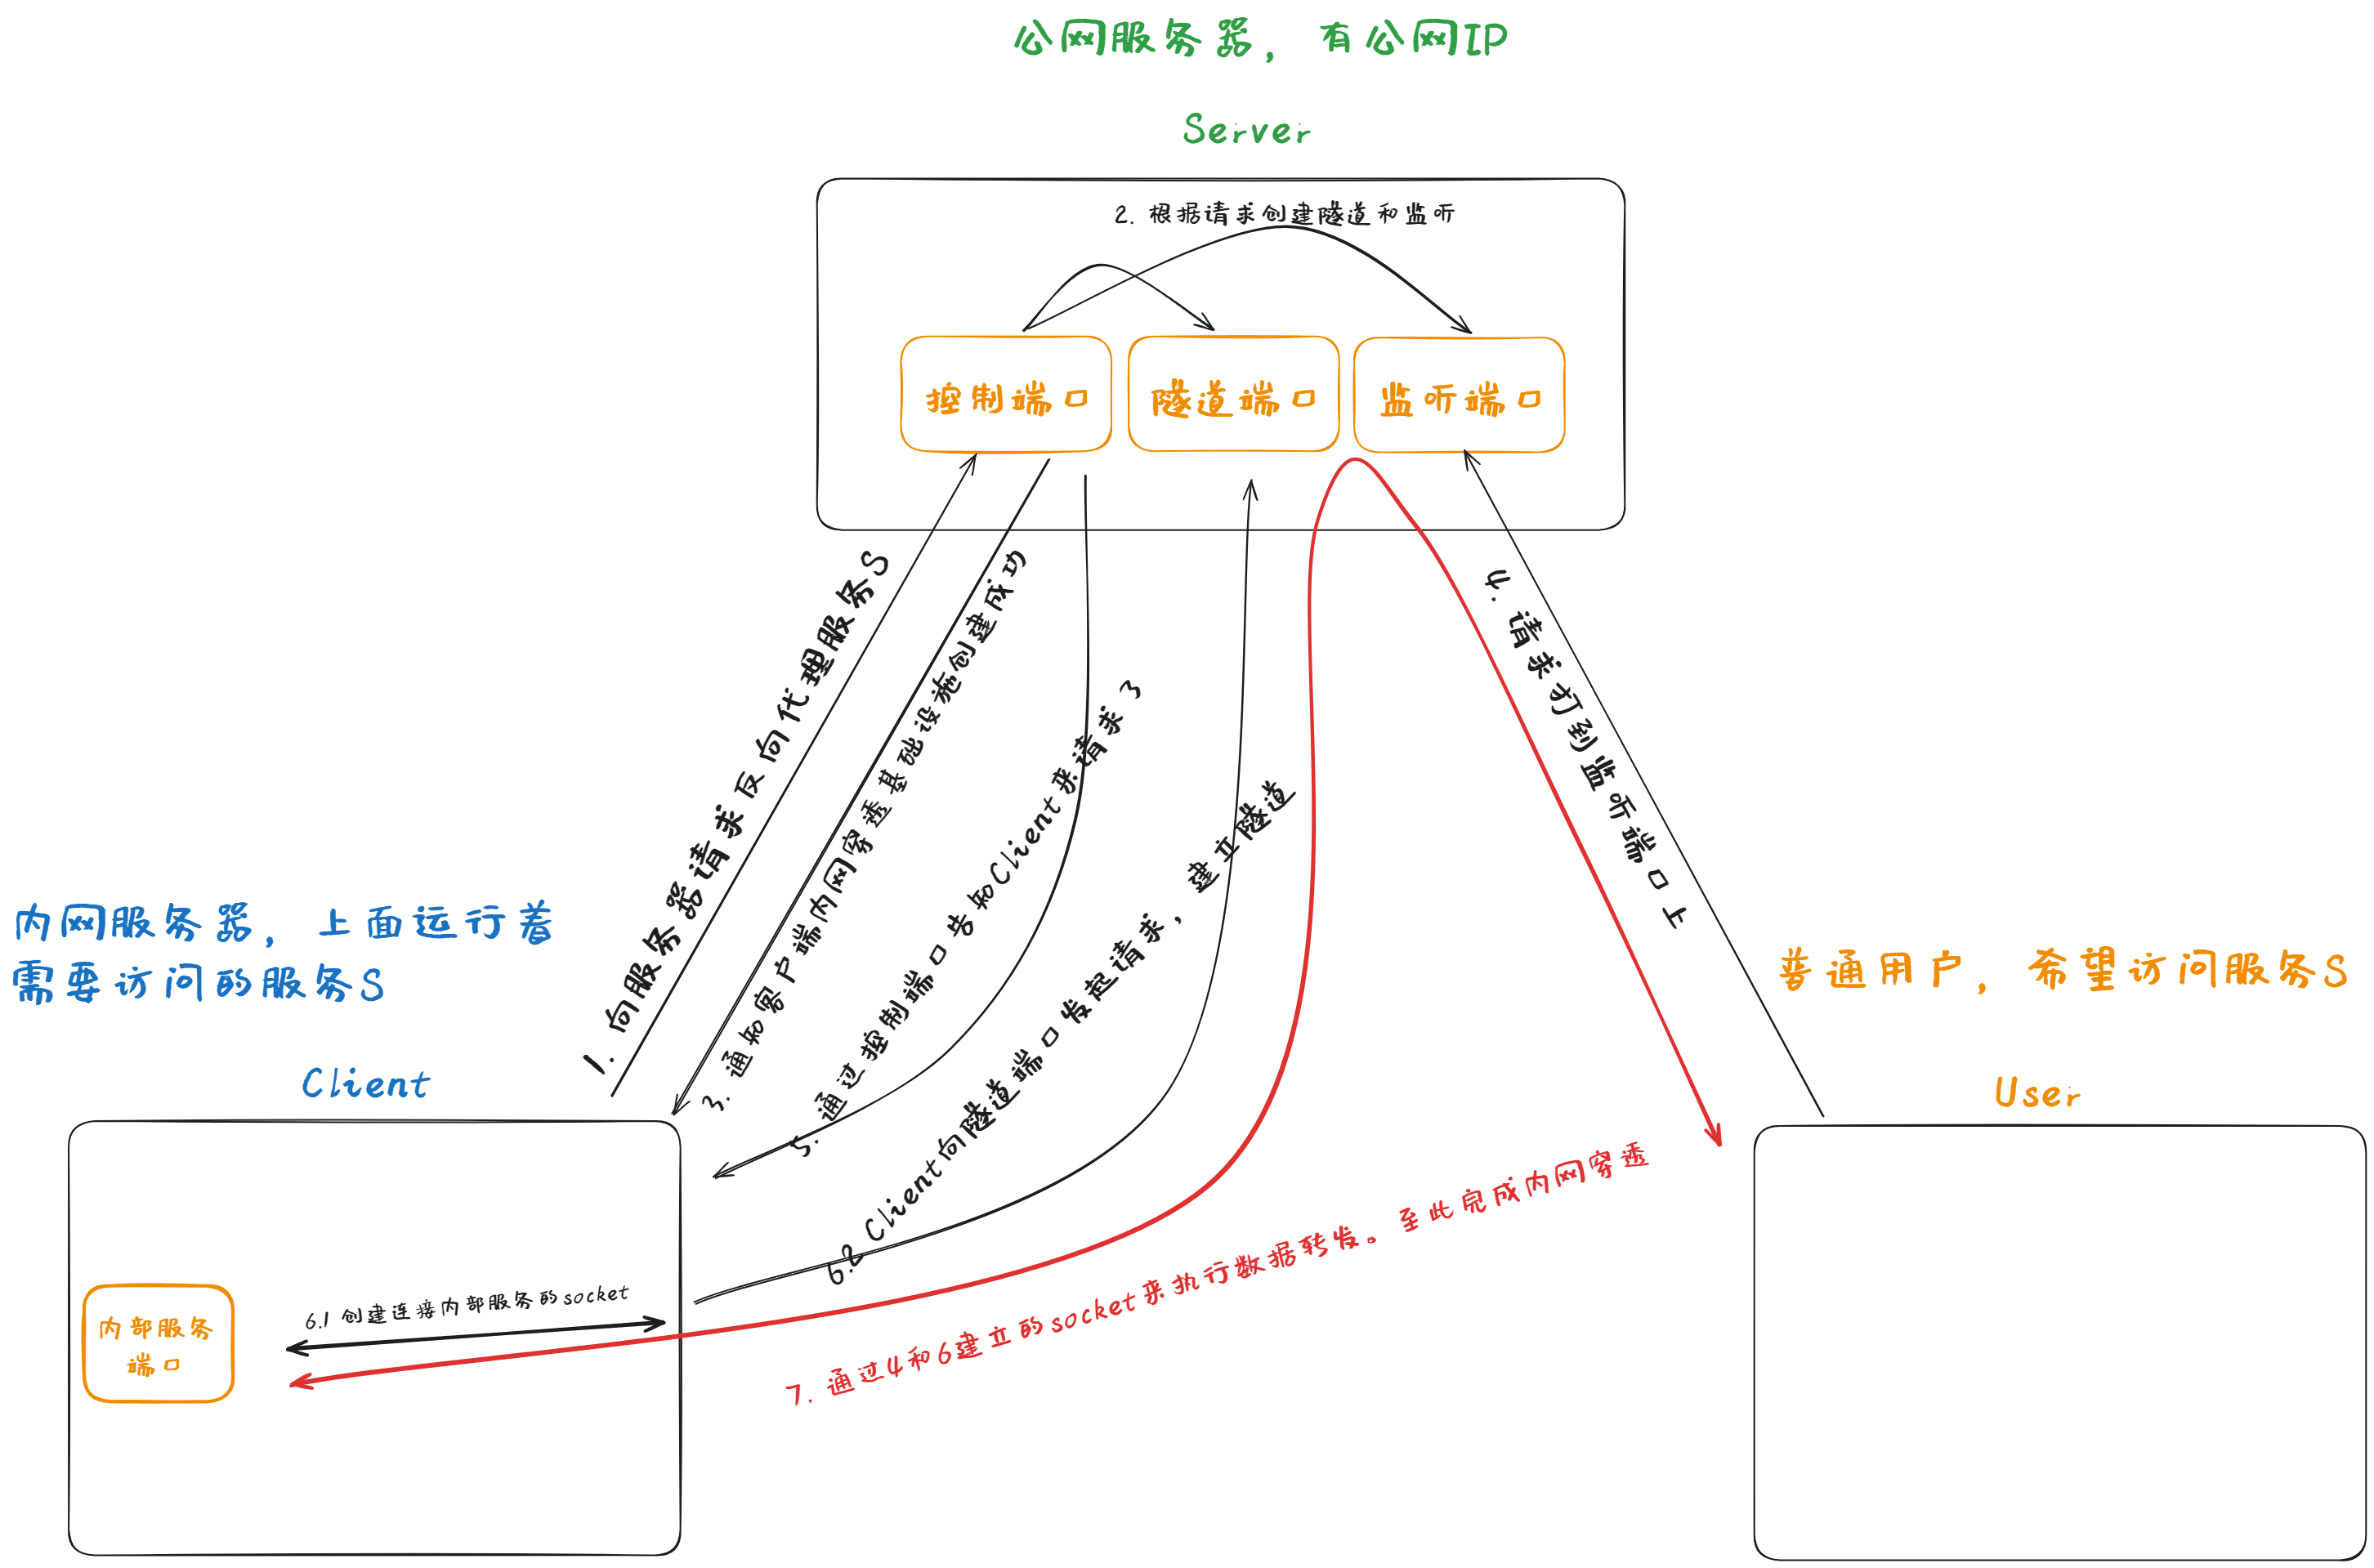 公网服务器，有公网IP
Server
2. 根据请求创建隧道和监听
控制端口
隧道端口
监听端口
1. 向服务器请求反向代理服务S
3. 通知客户端内网穿透基础设施创建成功
5. 通过控制端口告知Client来请求了
6.2 Client向隧道端口发起请求，建立隧道
4. 请求打到监听端口上
内网服务器，上面运行着
需要访问的服务S
Client
普通用户，希望访问服务S
User
6.1 创建连接内部服务的socket
内部服务
端口
7. 通过4和6建立的socket来执行数据转发。至此完成内网穿透